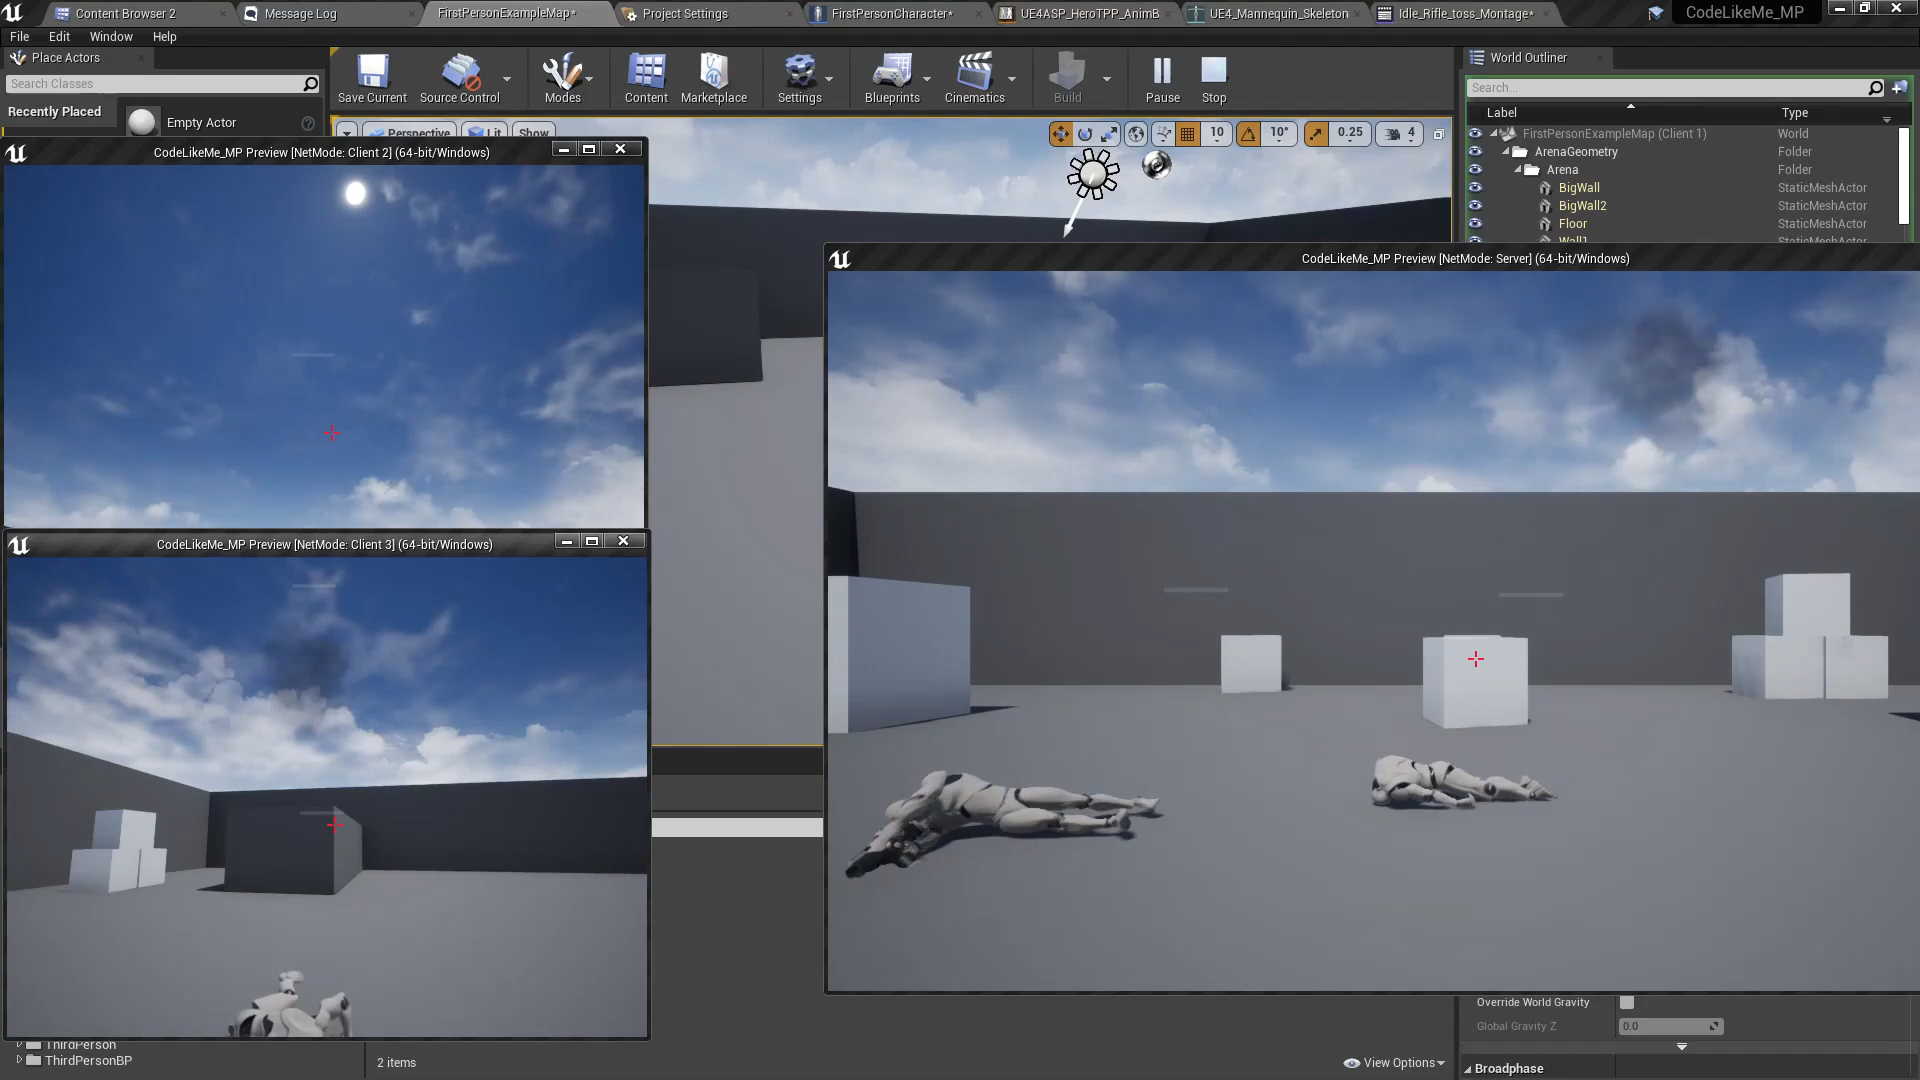 Content Browser 2
Message Log
FirstPersonExampleMap*
Project Settings
FirstPersonCharacter*
UE4ASP_HeroTPP_AnimB
UE4_Mannequin_Skeleton
Idle_Rifle_toss_Montage*
CodeLikeMe_MP
File Edit Window Help
Place Actors
Search Classes
Recently Placed
Empty Actor
Save Current
Source Control
Modes
Content
Marketplace
Settings
Blueprints
Cinematics
Build
Pause
Stop
World Outliner
Search...
Label Type
FirstPersonExampleMap (Client 1) World
ArenaGeometry Folder
Arena Folder
BigWall StaticMeshActor
BigWall2 StaticMeshActor
Floor StaticMeshActor
Wall1 StaticMeshActor
Perspective Lit Show
10 10° 0.25 4
CodeLikeMe_MP Preview [NetMode: Client 2] (64-bit/Windows)
CodeLikeMe_MP Preview [NetMode: Server] (64-bit/Windows)
CodeLikeMe_MP Preview [NetMode: Client 3] (64-bit/Windows)
Override World Gravity
Global Gravity Z 0.0
Broadphase
ThirdPerson
ThirdPersonBP
2 items
View Options